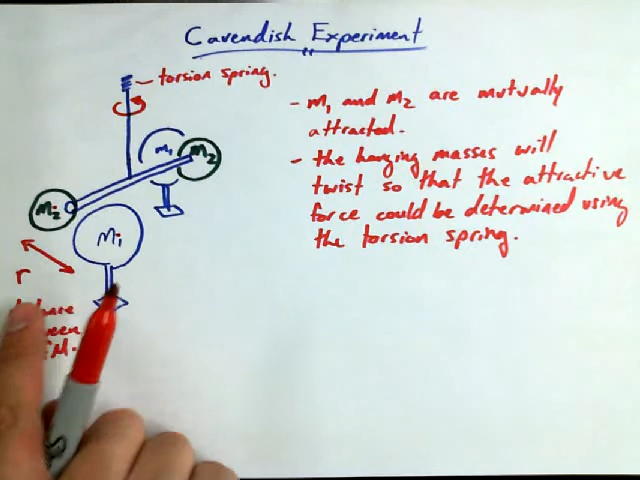 Cavendish Experiment
torsion spring.
- m₁ and m₂ are mutually
attracted.
- the hanging masses will
twist so that the attractive
force could be determined using
the torsion spring.
m₁
m₂
m₂
m₁
r